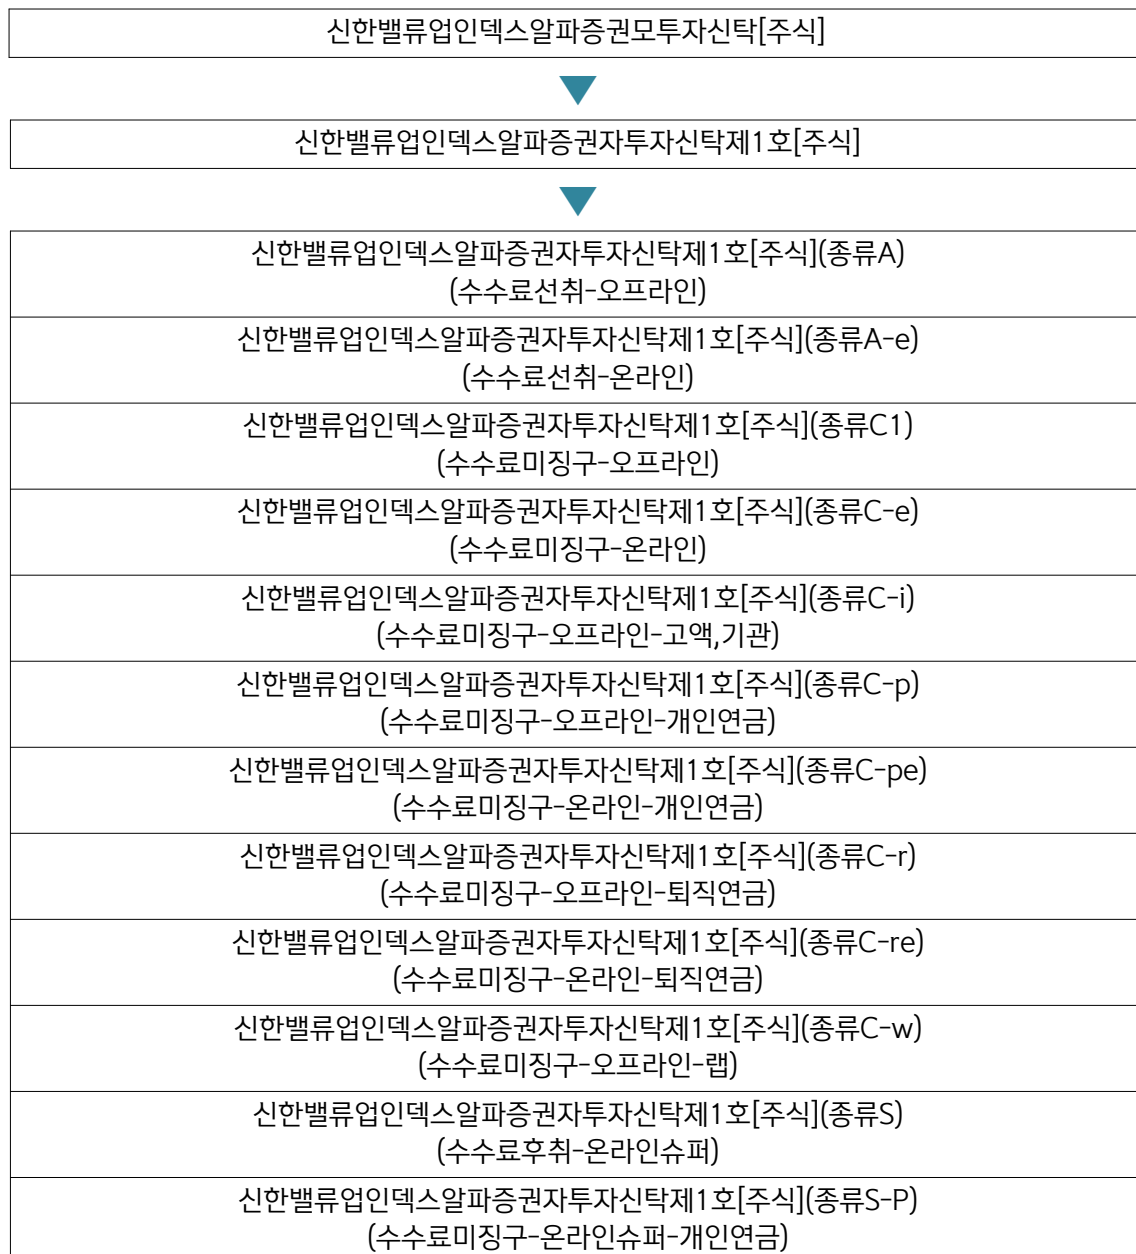 신한밸류업인덱스알파증권모투자신탁[주식]
신한밸류업인덱스알파증권자투자신탁제1호[주식]
신한밸류업인덱스알파증권자투자신탁제1호[주식](종류A)
(수수료선취-오프라인)
신한밸류업인덱스알파증권자투자신탁제1호[주식](종류A-e)
(수수료선취-온라인)
신한밸류업인덱스알파증권자투자신탁제1호[주식](종류C1)
(수수료미징구-오프라인)
신한밸류업인덱스알파증권자투자신탁제1호[주식](종류C-e)
(수수료미징구-온라인)
신한밸류업인덱스알파증권자투자신탁제1호[주식](종류C-i)
(수수료미징구-오프라인-고액,기관)
신한밸류업인덱스알파증권자투자신탁제1호[주식](종류C-p)
(수수료미징구-오프라인-개인연금)
신한밸류업인덱스알파증권자투자신탁제1호[주식](종류C-pe)
(수수료미징구-온라인-개인연금)
신한밸류업인덱스알파증권자투자신탁제1호[주식](종류C-r)
(수수료미징구-오프라인-퇴직연금)
신한밸류업인덱스알파증권자투자신탁제1호[주식](종류C-re)
(수수료미징구-온라인-퇴직연금)
신한밸류업인덱스알파증권자투자신탁제1호[주식](종류C-w)
(수수료미징구-오프라인-랩)
신한밸류업인덱스알파증권자투자신탁제1호[주식](종류S)
(수수료후취-온라인슈퍼)
신한밸류업인덱스알파증권자투자신탁제1호[주식](종류S-P)
(수수료미징구-온라인슈퍼-개인연금)